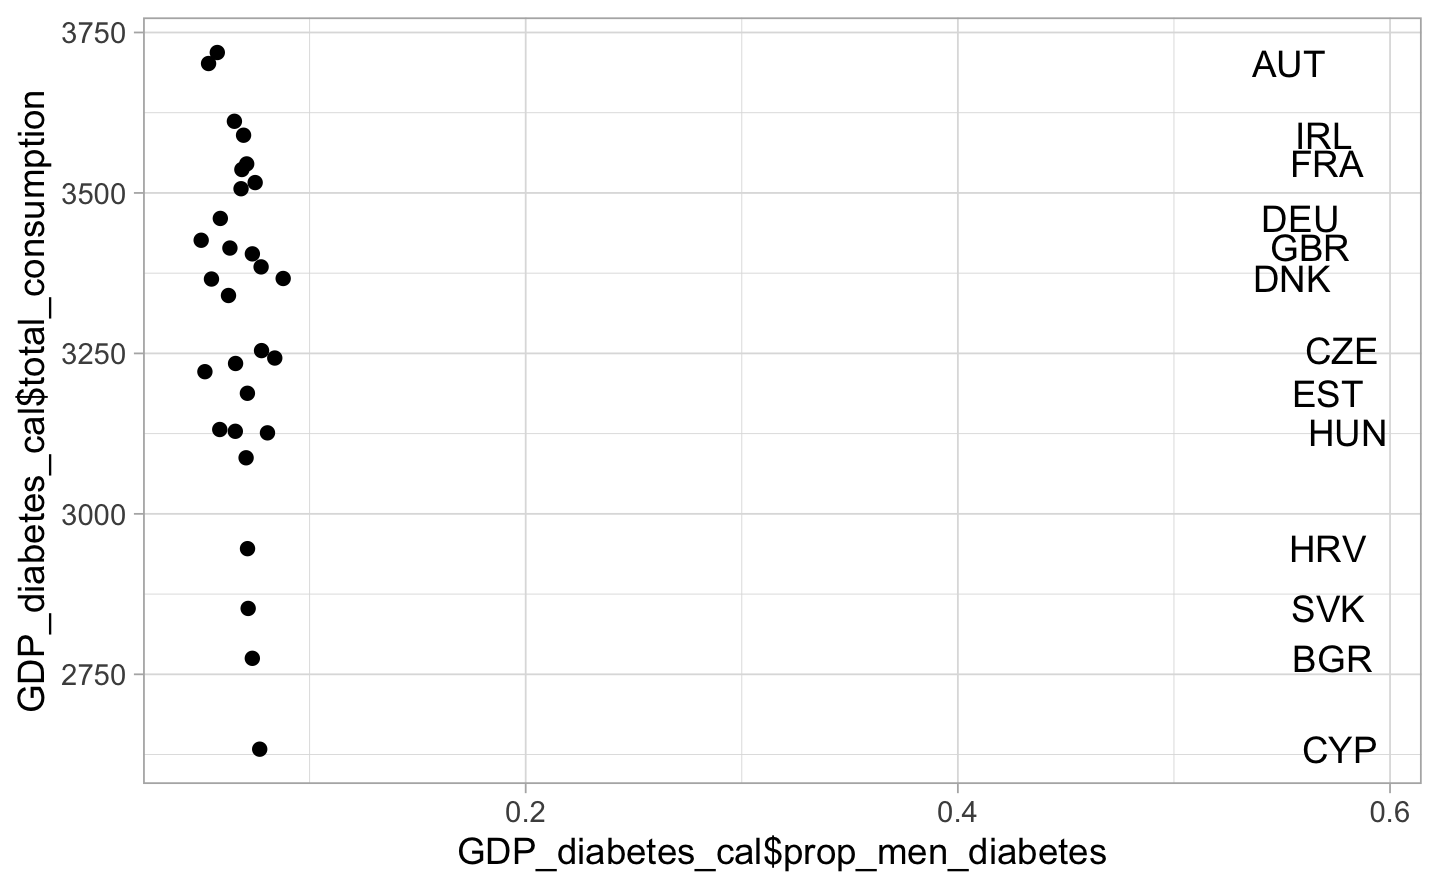 3750
3500
3250
3000
2750
GDP_diabetes_cal$total_consumption
AUT
IRL
FRA
DEU
GBR
DNK
CZE
EST
HUN
HRV
SVK
BGR
CYP
0.2
0.4
0.6
GDP_diabetes_cal$prop_men_diabetes